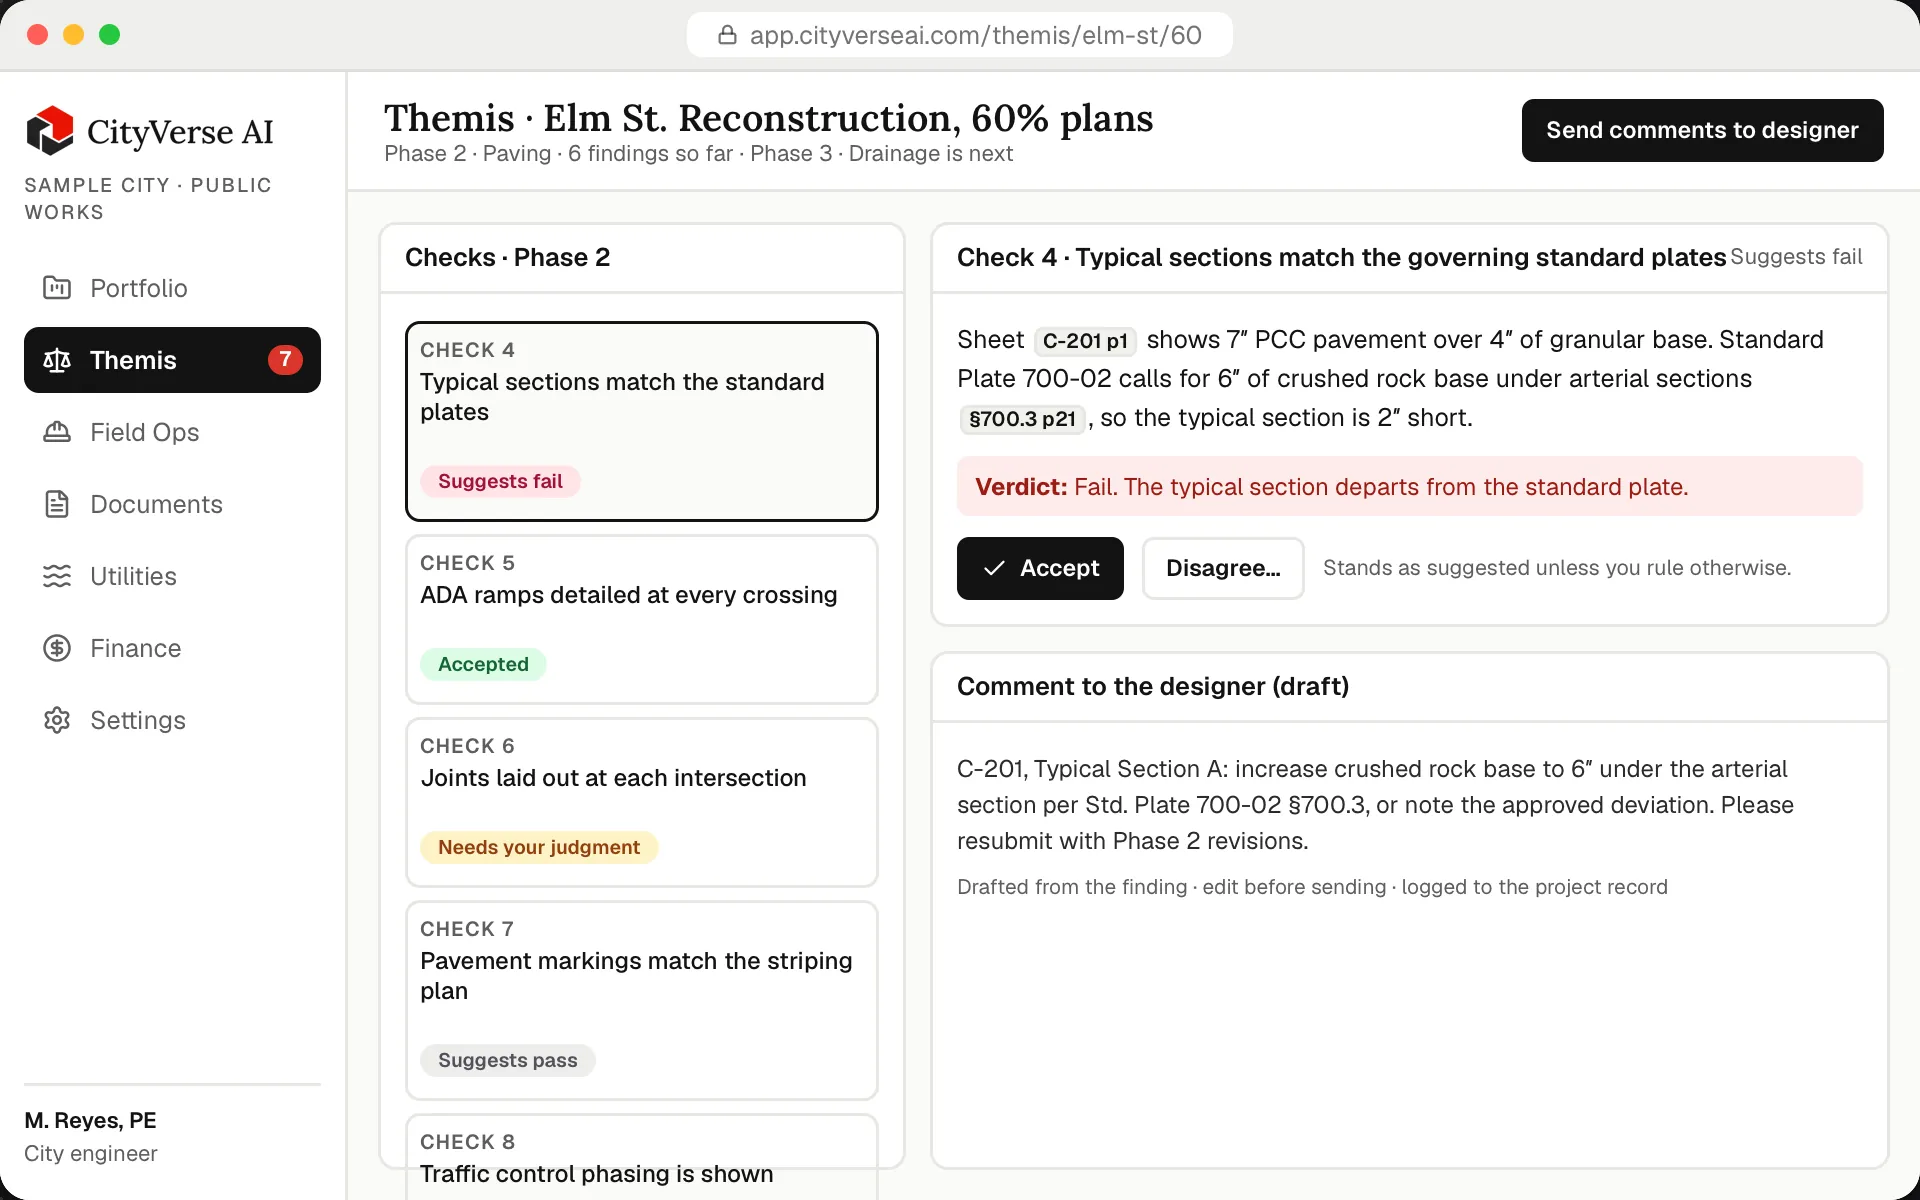 app.cityverseai.com/themis/elm-st/60
CityVerse AI
SAMPLE CITY · PUBLIC
WORKS
Portfolio
Themis 7
Field Ops
Documents
Utilities
Finance
Settings
M. Reyes, PE
City engineer
Themis · Elm St. Reconstruction, 60% plans
Phase 2 · Paving · 6 findings so far · Phase 3 · Drainage is next
Send comments to designer
Checks · Phase 2
CHECK 4
Typical sections match the standard
plates
Suggests fail
CHECK 5
ADA ramps detailed at every crossing
Accepted
CHECK 6
Joints laid out at each intersection
Needs your judgment
CHECK 7
Pavement markings match the striping
plan
Suggests pass
CHECK 8
Traffic control phasing is shown
Check 4 · Typical sections match the governing standard plates Suggests fail
Sheet C-201 p1 shows 7″ PCC pavement over 4″ of granular base. Standard
Plate 700-02 calls for 6″ of crushed rock base under arterial sections
§700.3 p21, so the typical section is 2″ short.
Verdict: Fail. The typical section departs from the standard plate.
Accept
Disagree…
Stands as suggested unless you rule otherwise.
Comment to the designer (draft)
C-201, Typical Section A: increase crushed rock base to 6″ under the arterial
section per Std. Plate 700-02 §700.3, or note the approved deviation. Please
resubmit with Phase 2 revisions.
Drafted from the finding · edit before sending · logged to the project record